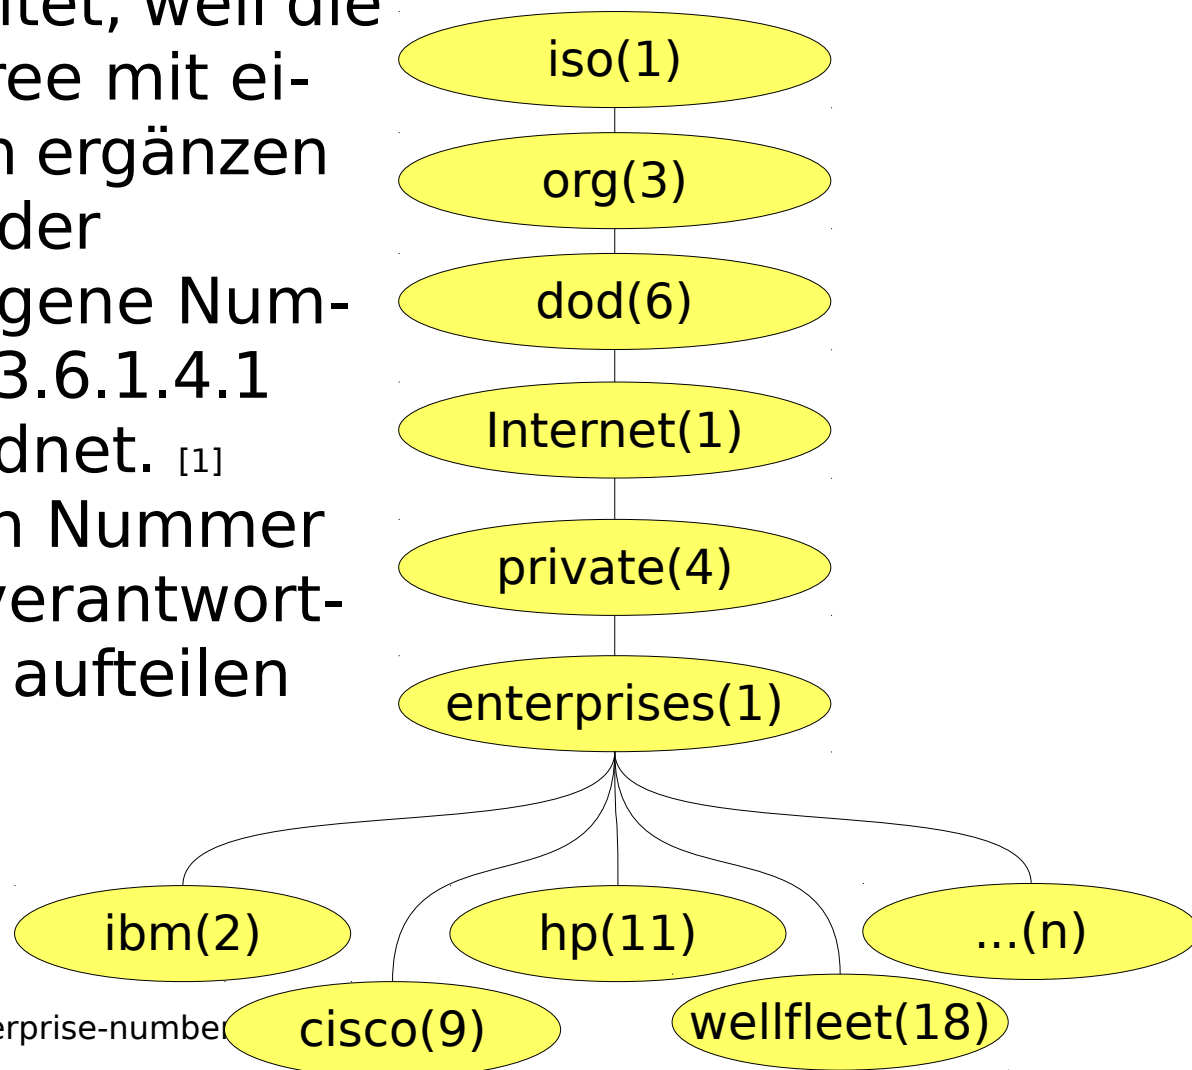 weil die
ree mit ei-
ergänzen
der
gene Num-
3.6.1.4.1
dnet. [1]
n Nummer
verantwort-
aufteilen
iso(1)
org(3)
dod(6)
Internet(1)
private(4)
enterprises(1)
ibm(2)
hp(11)
...(n)
cisco(9)
wellfleet(18)
erprise-number